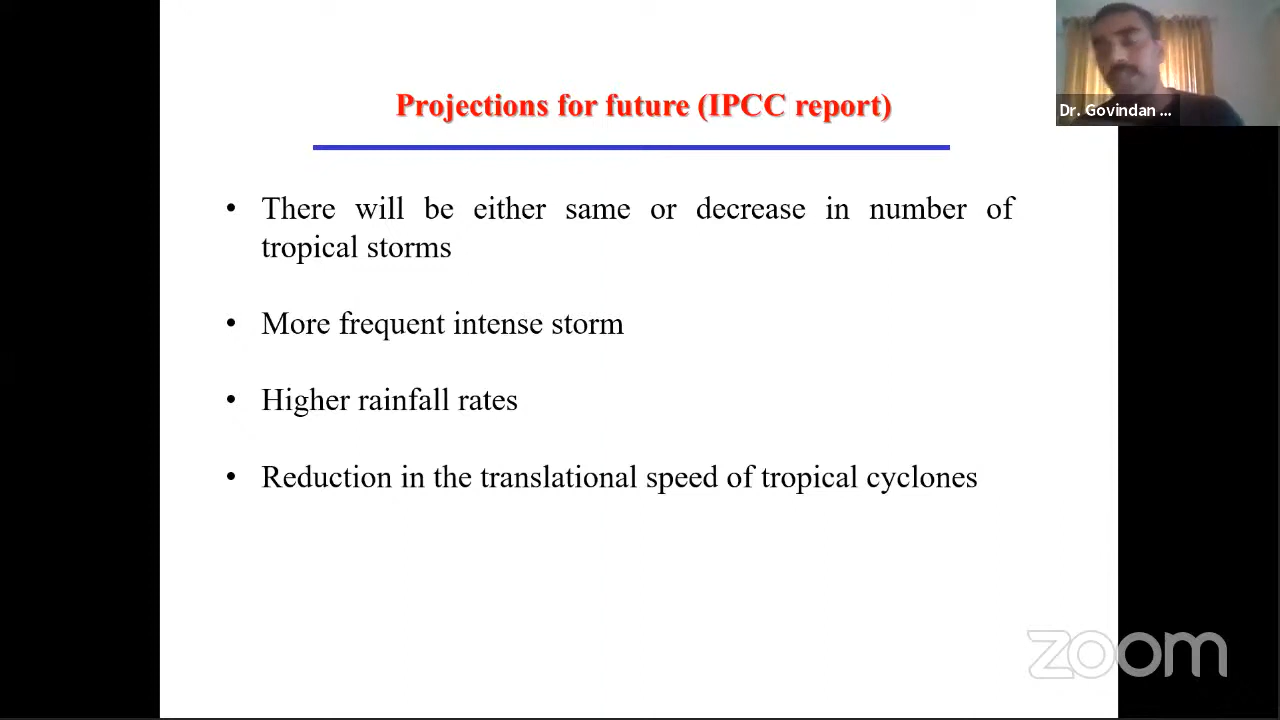 Projections for future (IPCC report)
Dr. Govindan ...
• There will be either same or decrease in number of
tropical storms
• More frequent intense storm
• Higher rainfall rates
• Reduction in the translational speed of tropical cyclones
zoom